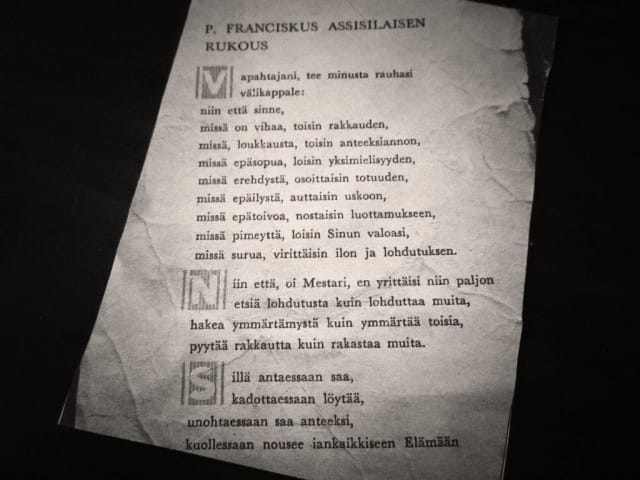 P. FRANCISKUS ASSISILAISEN
RUKOUS
Vapahtajani, tee minusta rauhasi
välikappale:
niin että sinne,
missä on vihaa, toisin rakkauden,
missä, loukkausta, toisin anteeksiannon,
missä epäsopua, loisin yksimielisyyden,
missä erehdystä, osoittaisin totuuden,
missä epäilystä, auttaisin uskoon,
missä epätoivoa, nostaisin luottamukseen,
missä pimeyttä, loisin Sinun valoasi,
missä surua, virittäisin ilon ja lohdutuksen.
Niin että, oi Mestari, en yrittäisi niin paljon
etsiä lohdutusta kuin lohduttaa muita,
hakea ymmärtämystä kuin ymmärtää toisia,
pyytää rakkautta kuin rakastaa muita.
Sillä antaessaan saa,
kadottaessaan löytää,
unohtaessaan saa anteeksi,
kuollessaan nousee iankaikkiseen Elämään